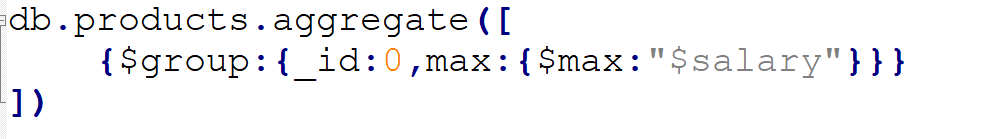 db.products.aggregate([
    {$group:{_id:0,max:{$max:"$salary"}}}
])